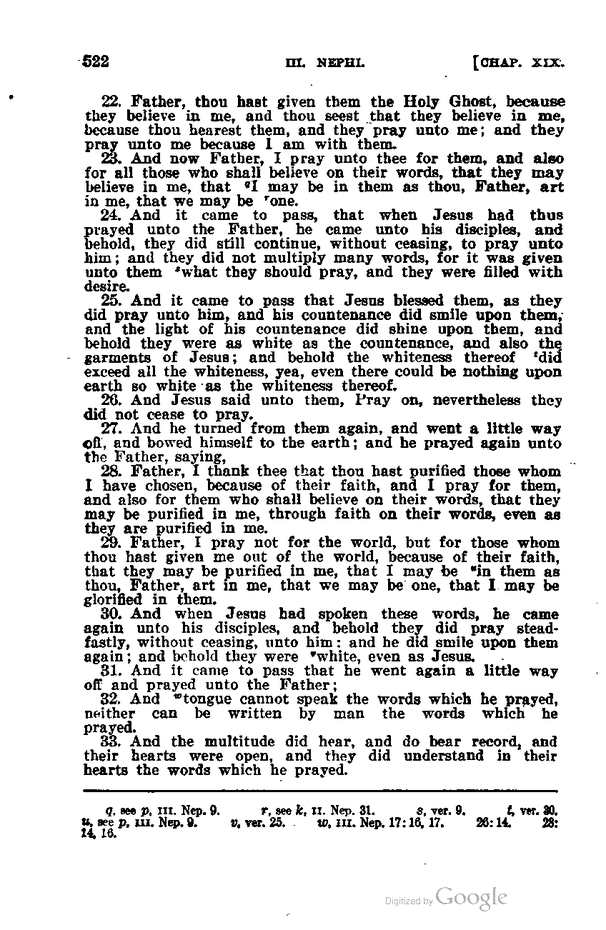 522 III. NEPHI. [CHAP. XIX.
22. Father, thou hast given them the Holy Ghost, because
they believe in me, and thou seest that they believe in me,
because thou hearest them, and they pray unto me; and they
pray unto me because I am with them.
23. And now Father, I pray unto thee for them, and also
for all those who shall believe on their words, that they may
believe in me, that qI may be in them as thou, Father, art
in me, that we may be rone.
24. And it came to pass, that when Jesus had thus
prayed unto the Father, he came unto his disciples, and
behold, they did still continue, without ceasing, to pray unto
him; and they did not multiply many words, for it was given
unto them swhat they should pray, and they were filled with
desire.
25. And it came to pass that Jesus blessed them, as they
did pray unto him, and his countenance did smile upon them,
and the light of his countenance did shine upon them, and
behold they were as white as the countenance, and also the
garments of Jesus; and behold the whiteness thereof tdid
exceed all the whiteness, yea, even there could be nothing upon
earth so white as the whiteness thereof.
26. And Jesus said unto them, Pray on, nevertheless they
did not cease to pray.
27. And he turned from them again, and went a little way
off, and bowed himself to the earth; and he prayed again unto
the Father, saying,
28. Father, I thank thee that thou hast purified those whom
I have chosen, because of their faith, and I pray for them,
and also for them who shall believe on their words, that they
may be purified in me, through faith on their words, even as
they are purified in me.
29. Father, I pray not for the world, but for those whom
thou hast given me out of the world, because of their faith,
that they may be purified in me, that I may be uin them as
thou, Father, art in me, that we may be one, that I may be
glorified in them.
30. And when Jesus had spoken these words, he came
again unto his disciples, and behold they did pray stead-
fastly, without ceasing, unto him: and he did smile upon them
again; and behold they were vwhite, even as Jesus.
31. And it came to pass that he went again a little way
off and prayed unto the Father;
32. And wtongue cannot speak the words which he prayed,
neither can be written by man the words which he
prayed.
33. And the multitude did hear, and do bear record, and
their hearts were open, and they did understand in their
hearts the words which he prayed.
q, see p, III. Nep. 9. r, see k, II. Nep. 31. s, ver. 9. t, ver. 30.
u, see p, III. Nep. 9. v, ver. 25. w, III. Nep. 17: 16, 17. 26: 14. 28:
14, 16.
Digitized by Google